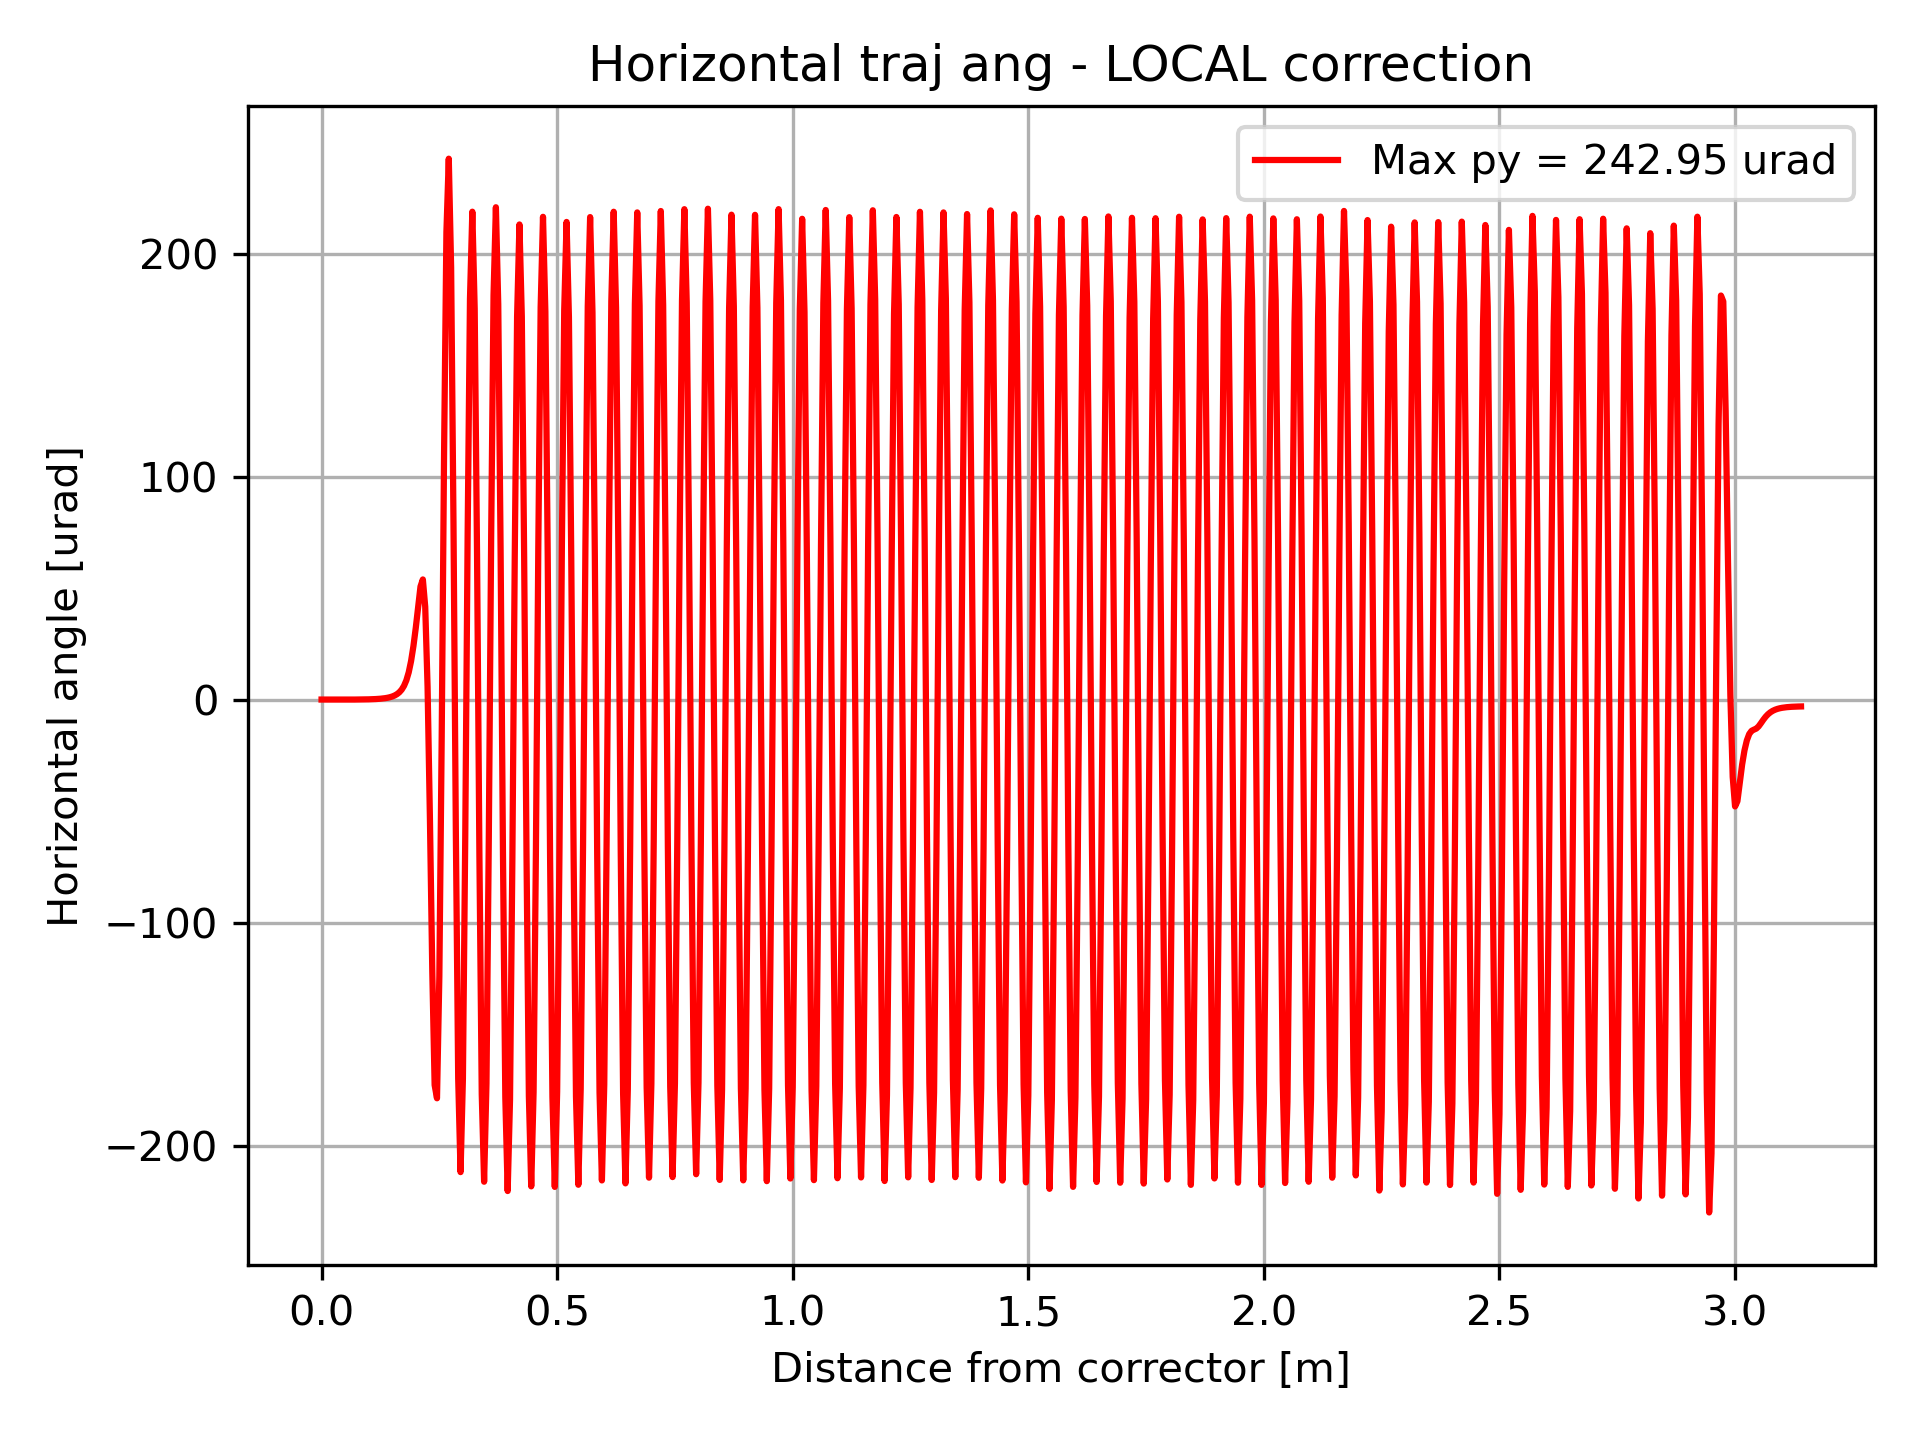 Horizontal traj ang - LOCAL correction
Max py = 242.95 urad
Horizontal angle [urad]
200
100
0
−100
−200
0.0 0.5 1.0 1.5 2.0 2.5 3.0
Distance from corrector [m]